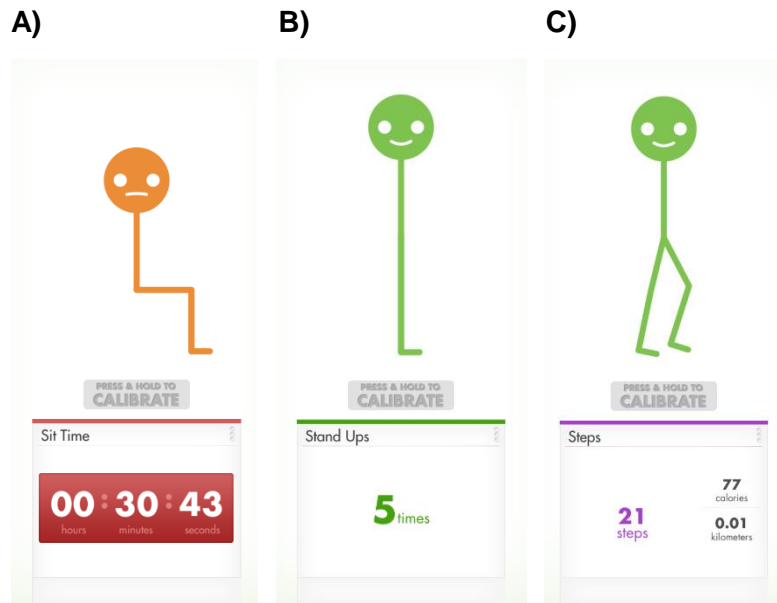 A)
B)
C)
PRESS & HOLD TO
CALIBRATE
Sit Time
00 : 30 : 43
hours minutes seconds
PRESS & HOLD TO
CALIBRATE
Stand Ups
5 times
PRESS & HOLD TO
CALIBRATE
Steps
21
steps
77
calories
0.01
kilometers